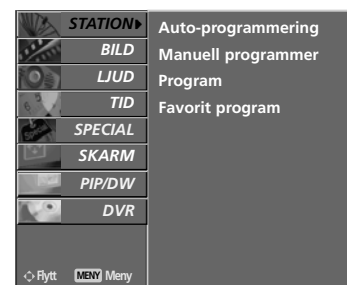 STATION
BILD
LJUD
TID
SPECIAL
SKARM
PIP/DW
DVR
Flytt MENY Meny
Auto-programmering
Manuell programmer
Program
Favorit program